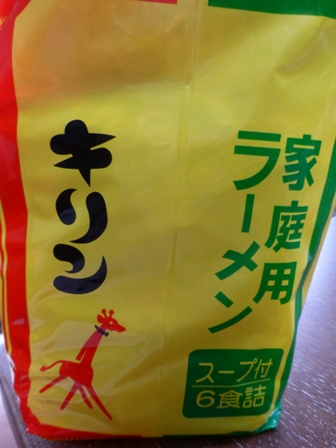 家庭用
ラーメン
キリン
スープ付
6食詰